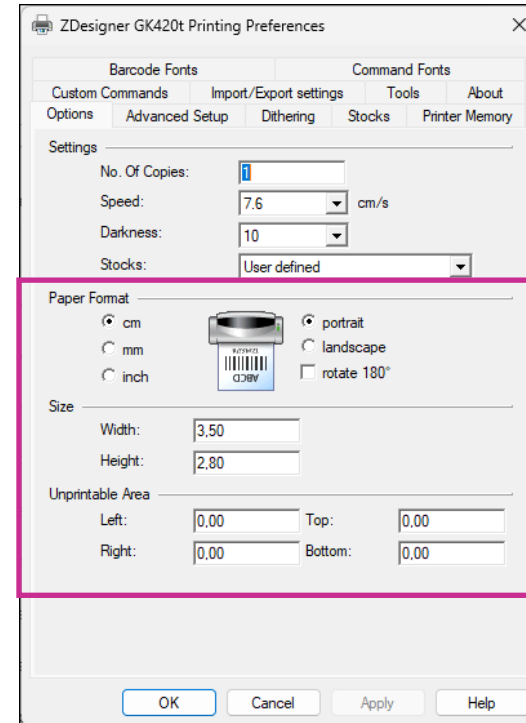 ZDesigner GK420t Printing Preferences
Barcode Fonts Command Fonts
Custom Commands Import/Export settings Tools About
Options Advanced Setup Dithering Stocks Printer Memory
Settings
No. Of Copies: 1
Speed: 7.6 cm/s
Darkness: 10
Stocks: User defined
Paper Format
cm portrait
mm landscape
inch rotate 180°
12345678
ABCD
Size
Width: 3,50
Height: 2,80
Unprintable Area
Left: 0,00 Top: 0,00
Right: 0,00 Bottom: 0,00
OK Cancel Apply Help